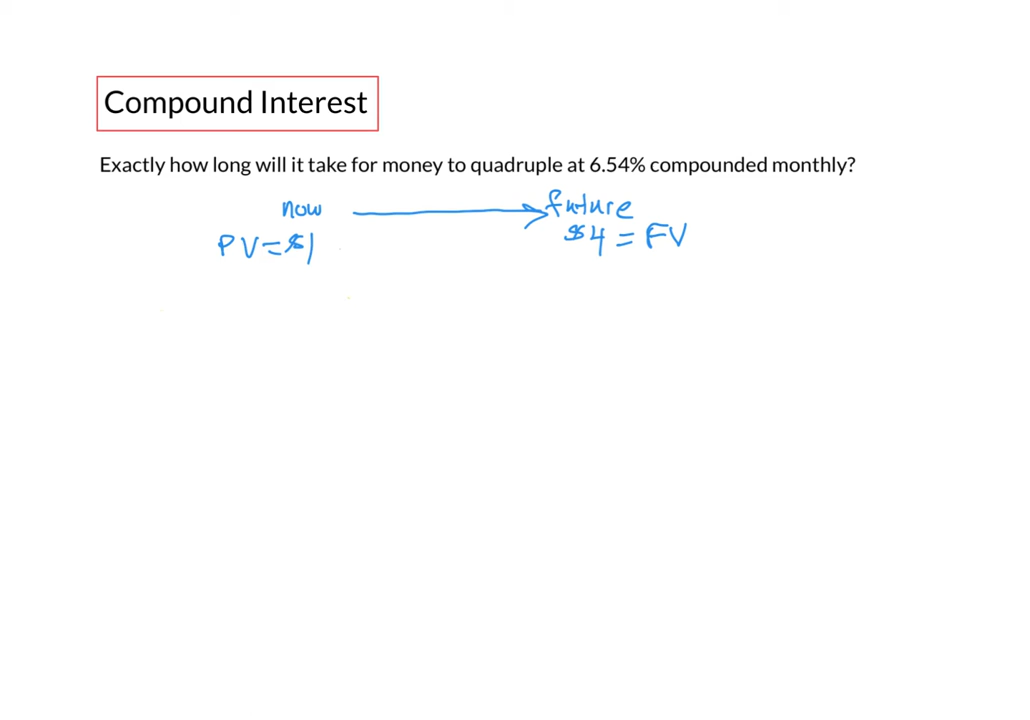 Compound Interest
Exactly how long will it take for money to quadruple at 6.54% compounded monthly?
now future
PV=$1 $4 = FV